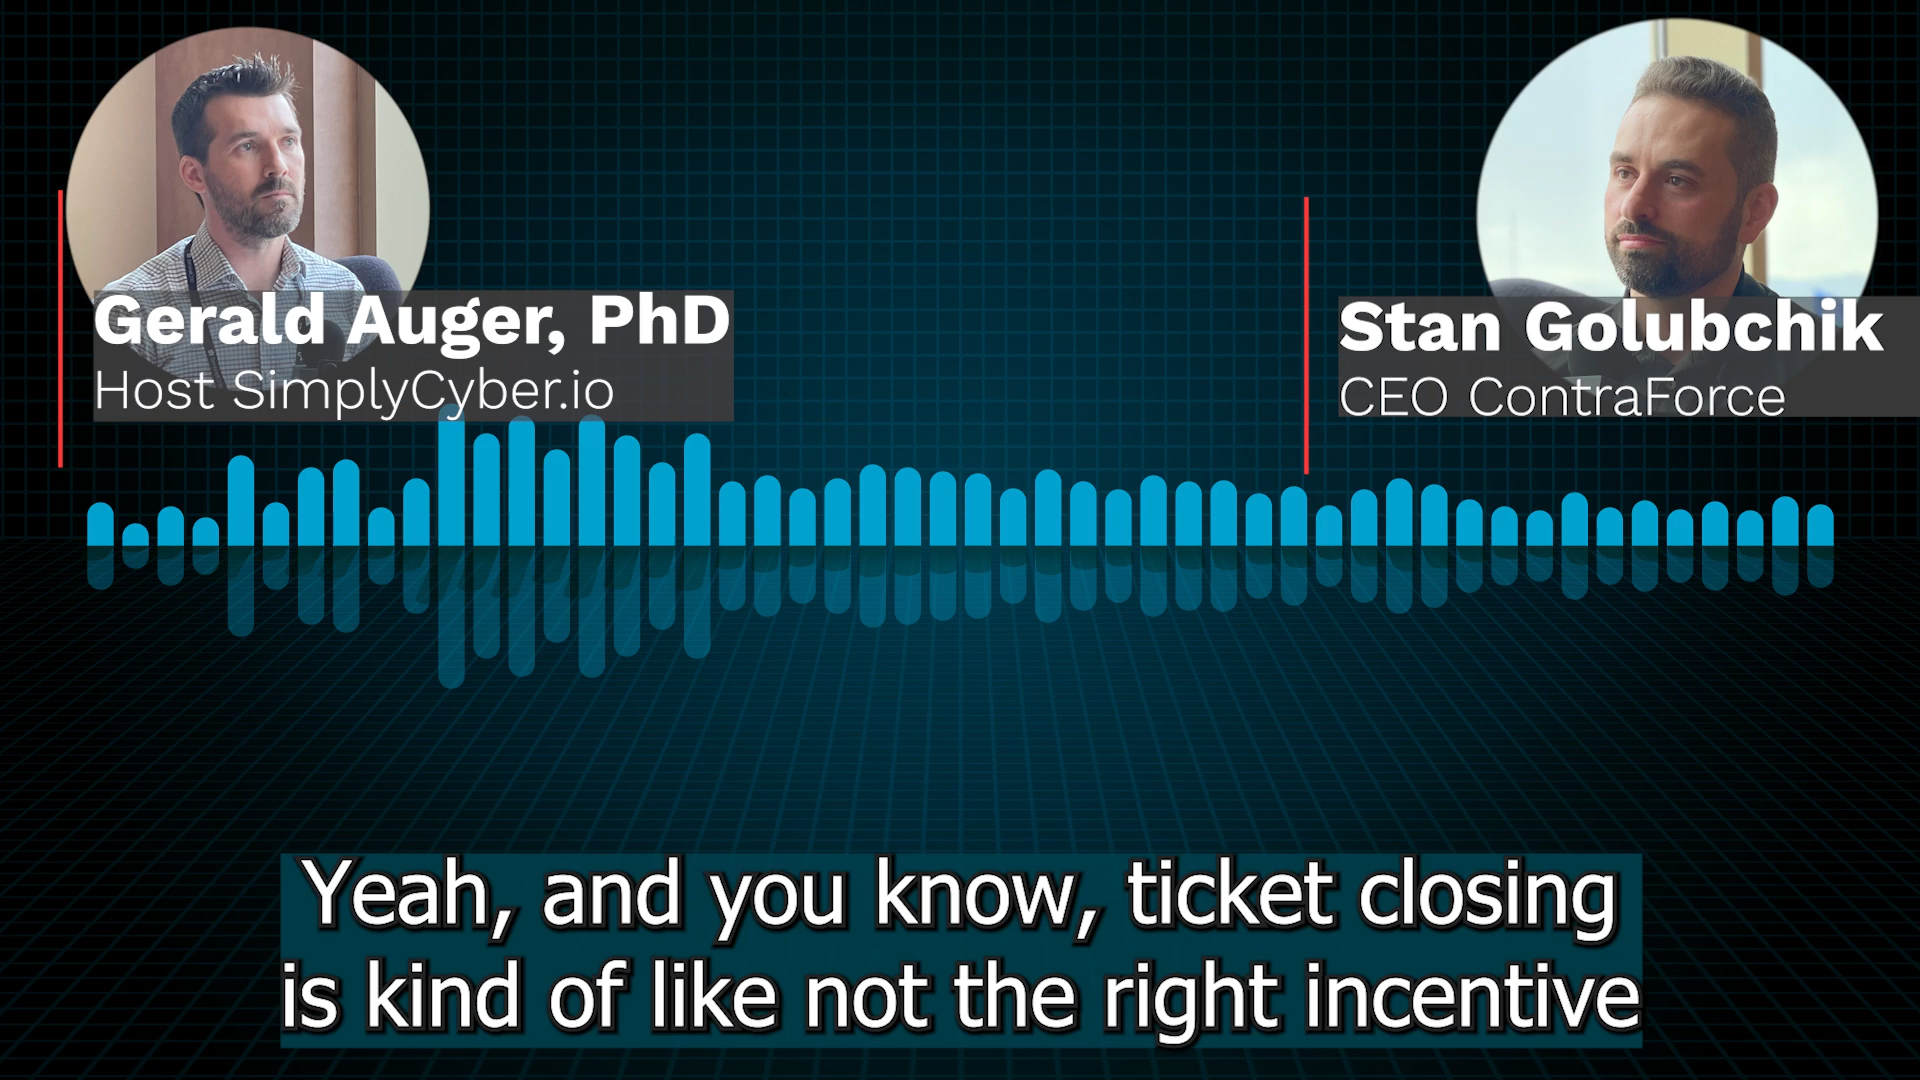 Gerald Auger, PhD
Host SimplyCyber.io
Stan Golubchik
CEO ContraForce
Yeah, and you know, ticket closing
is kind of like not the right incentive